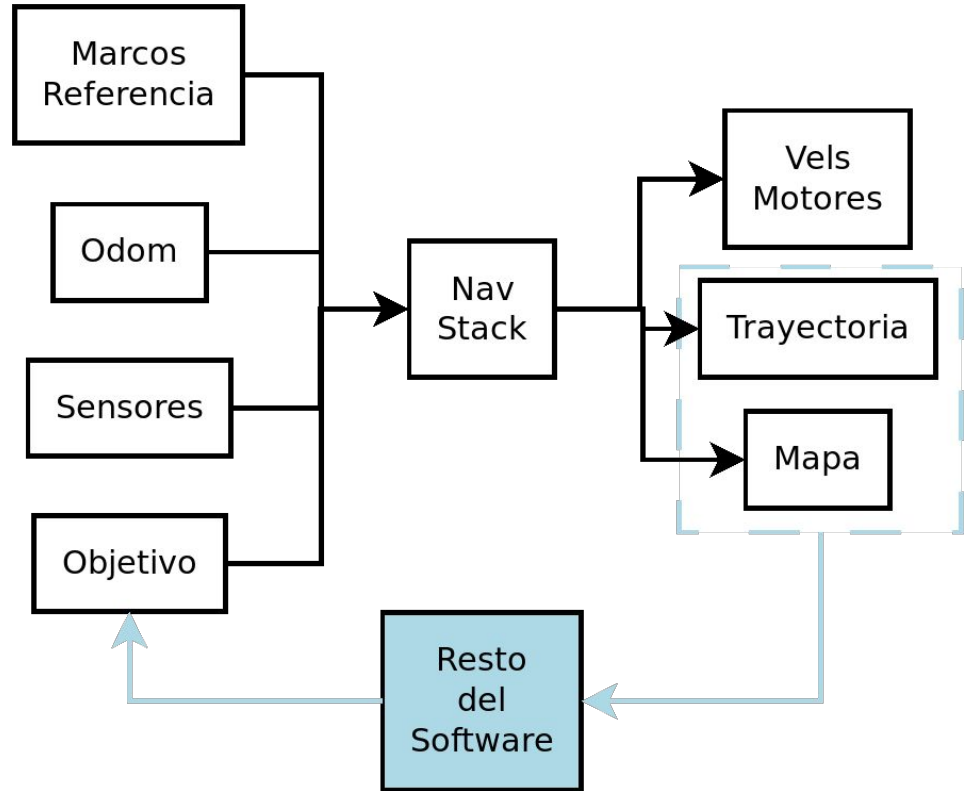 Marcos
Referencia
Odom
Sensores
Objetivo
Nav
Stack
Vels
Motores
Trayectoria
Mapa
Resto
del
Software